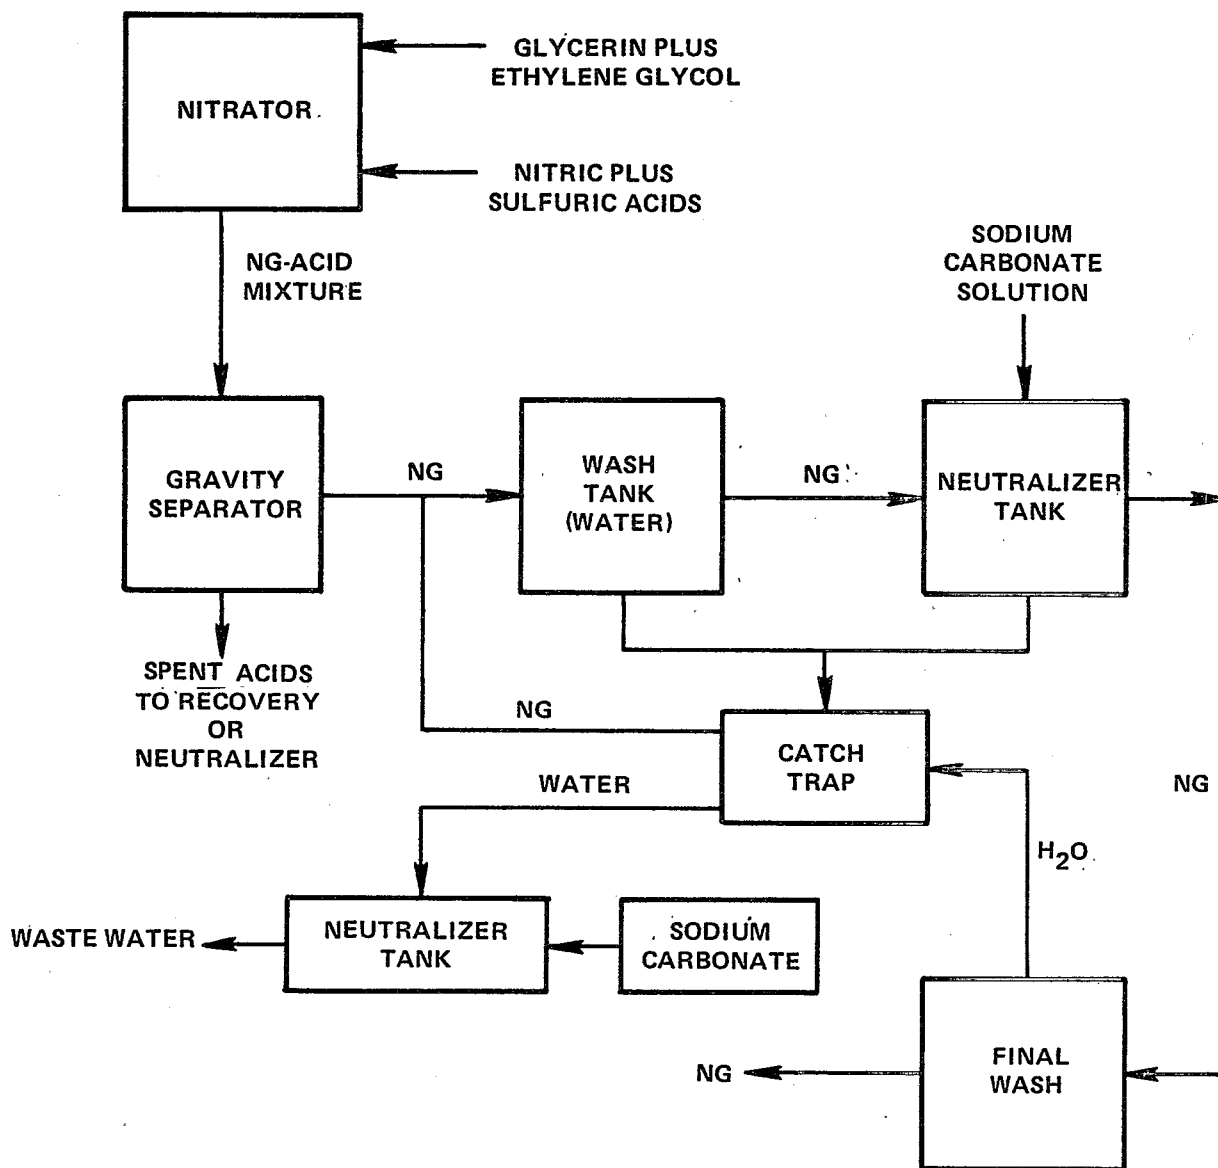 GLYCERIN PLUS
ETHYLENE GLYCOL
NITRATOR
NITRIC PLUS
SULFURIC ACIDS
NG-ACID
MIXTURE
SODIUM
CARBONATE
SOLUTION
GRAVITY
SEPARATOR
NG
WASH
TANK
(WATER)
NG
NEUTRALIZER
TANK
SPENT ACIDS
TO RECOVERY
OR
NEUTRALIZER
NG
CATCH
TRAP
WATER
NG
H₂O
WASTE WATER
NEUTRALIZER
TANK
SODIUM
CARBONATE
NG
FINAL
WASH